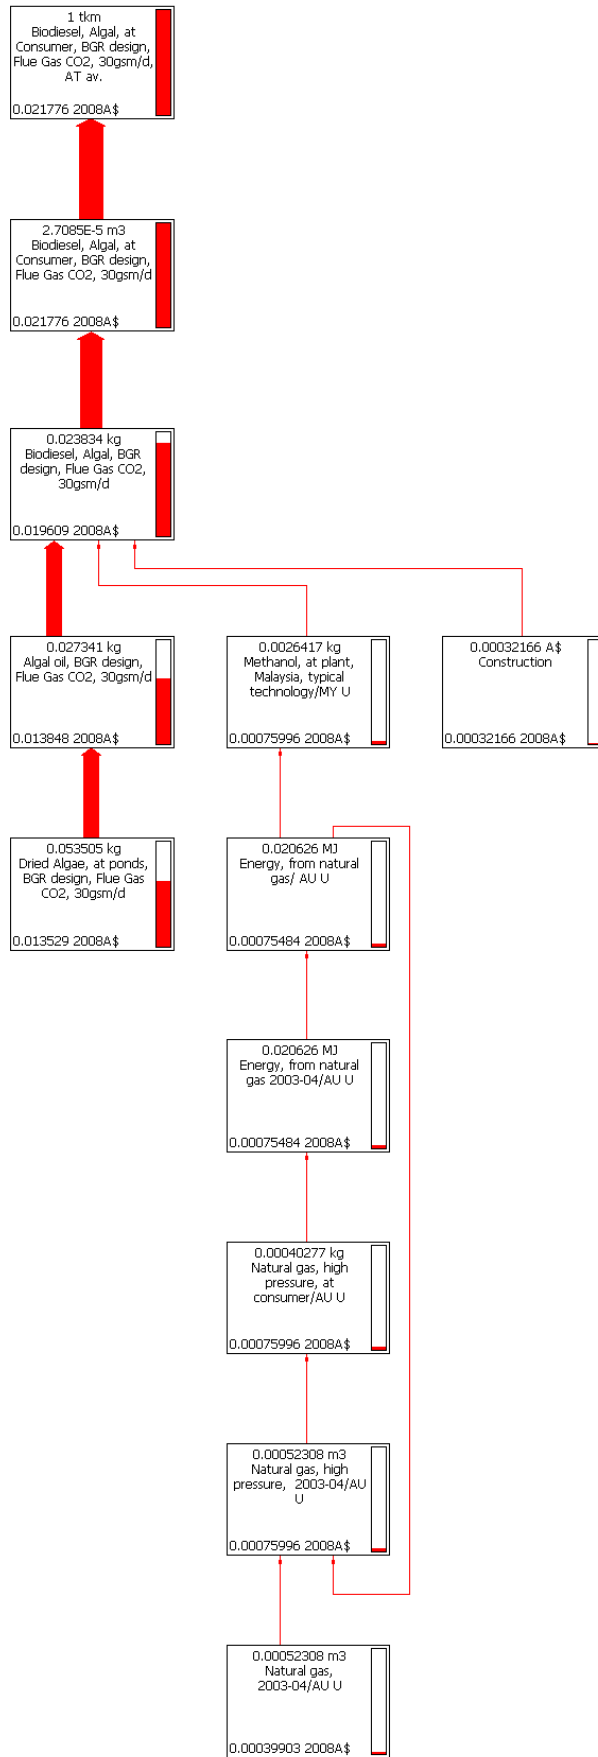 1 tkm
Biodiesel, Algal, at
Consumer, BGR design,
Flue Gas CO2, 30gsm/d,
AT av.
0.021776 2008A$
2.7085E-5 m3
Biodiesel, Algal, at
Consumer, BGR design,
Flue Gas CO2, 30gsm/d
0.021776 2008A$
0.023834 kg
Biodiesel, Algal, BGR
design, Flue Gas CO2,
30gsm/d
0.019609 2008A$
0.027341 kg
Algal oil, BGR design,
Flue Gas CO2, 30gsm/d
0.013848 2008A$
0.0026417 kg
Methanol, at plant,
Malaysia, typical
technology/MY U
0.00075996 2008A$
0.00032166 A$
Construction
0.00032166 2008A$
0.053505 kg
Dried Algae, at ponds,
BGR design, Flue Gas
CO2, 30gsm/d
0.013529 2008A$
0.020626 MJ
Energy, from natural
gas/ AU U
0.00075484 2008A$
0.020626 MJ
Energy, from natural
gas 2003-04/AU U
0.00075484 2008A$
0.00040277 kg
Natural gas, high
pressure, at
consumer/AU U
0.00075996 2008A$
0.00052308 m3
Natural gas, high
pressure, 2003-04/AU
U
0.00075996 2008A$
0.00052308 m3
Natural gas,
2003-04/AU U
0.00039903 2008A$